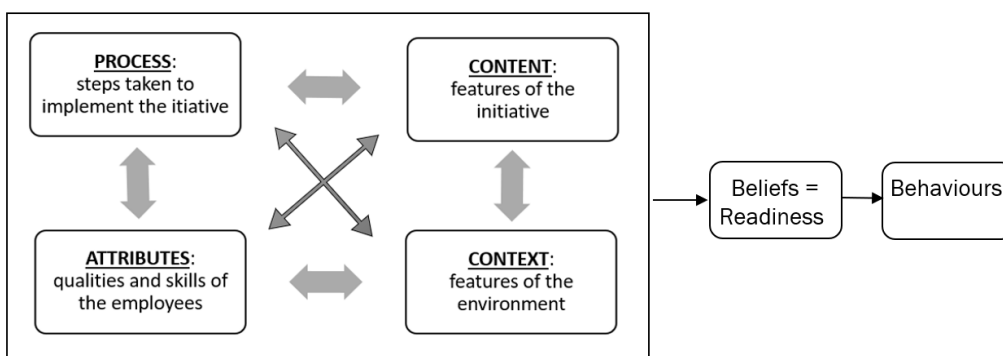 PROCESS:
steps taken to
implement the itiative
CONTENT:
features of the
initiative
ATTRIBUTES:
qualities and skills of
the employees
CONTEXT:
features of the
environment
Beliefs =
Readiness
Behaviours